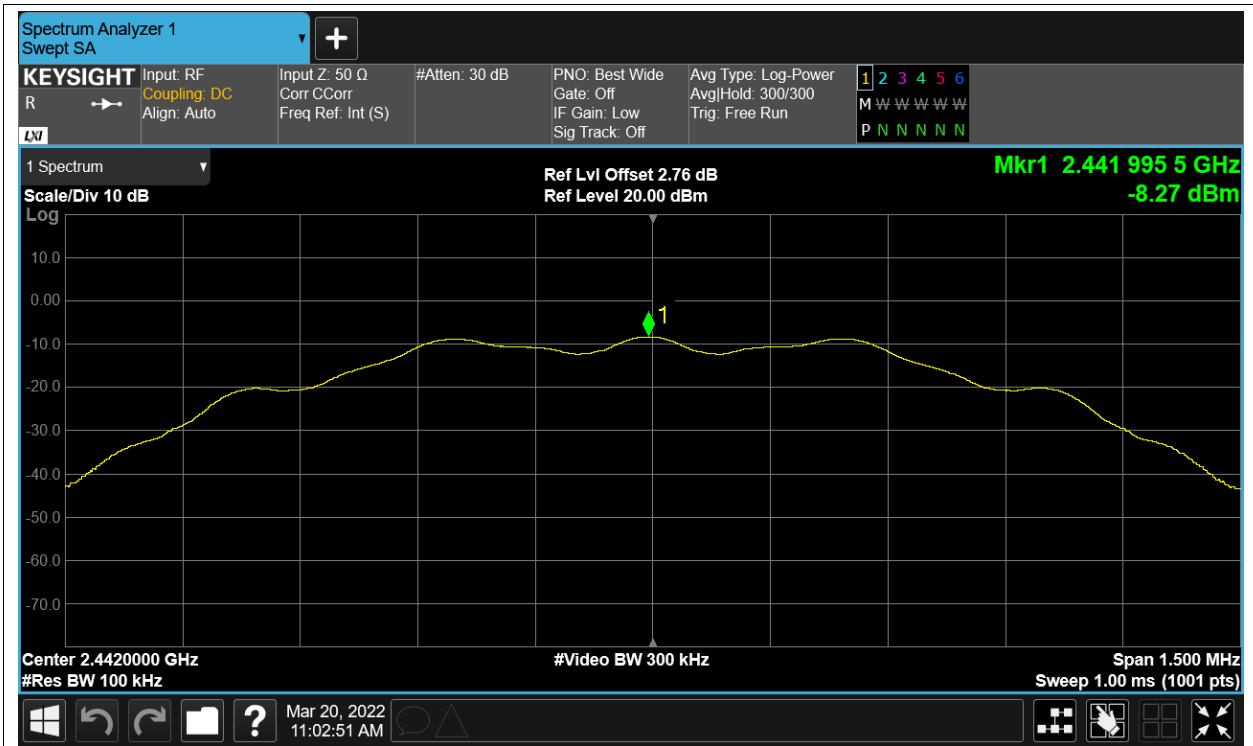 Spectrum Analyzer 1
Swept SA
KEYSIGHT
R
LXI
Input: RF
Coupling: DC
Align: Auto
Input Z: 50 Ω
Corr CCorr
Freq Ref: Int (S)
#Atten: 30 dB
PNO: Best Wide
Gate: Off
IF Gain: Low
Sig Track: Off
Avg Type: Log-Power
Avg|Hold: 300/300
Trig: Free Run
1 2 3 4 5 6
M W W W W W W
P N N N N N
1 Spectrum
Scale/Div 10 dB
Log
Ref Lvl Offset 2.76 dB
Ref Level 20.00 dBm
Mkr1 2.441 995 5 GHz
-8.27 dBm
10.0
0.00
1
-10.0
-20.0
-30.0
-40.0
-50.0
-60.0
-70.0
Center 2.4420000 GHz
#Video BW 300 kHz
Span 1.500 MHz
#Res BW 100 kHz
Sweep 1.00 ms (1001 pts)
?
Mar 20, 2022
11:02:51 AM